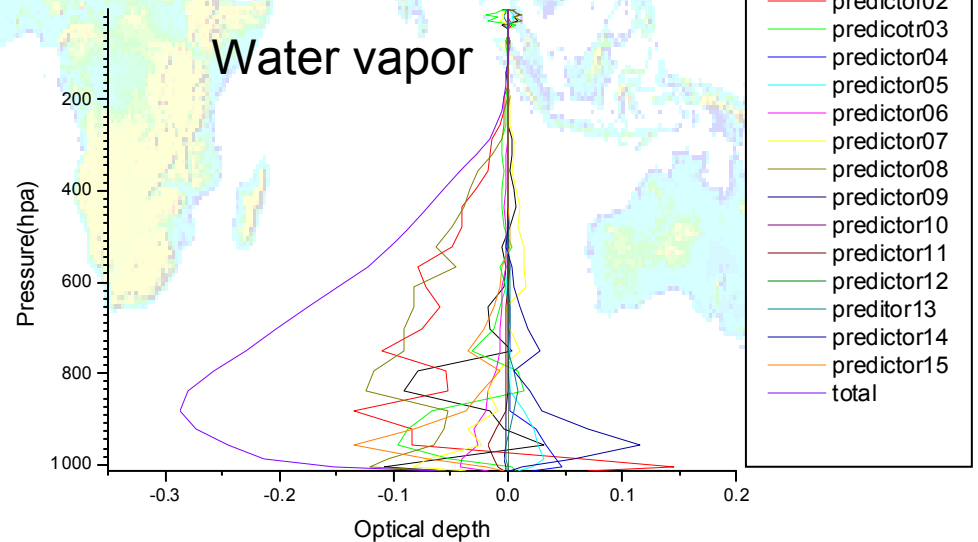 predictor02
predicotr03
predictor04
predictor05
predictor06
predictor07
predictor08
predictor09
predictor10
predictor11
predictor12
preditor13
predictor14
predictor15
total
Water vapor
200
400
600
800
1000
Pressure(hpa)
-0.3 -0.2 -0.1 0.0 0.1 0.2
Optical depth